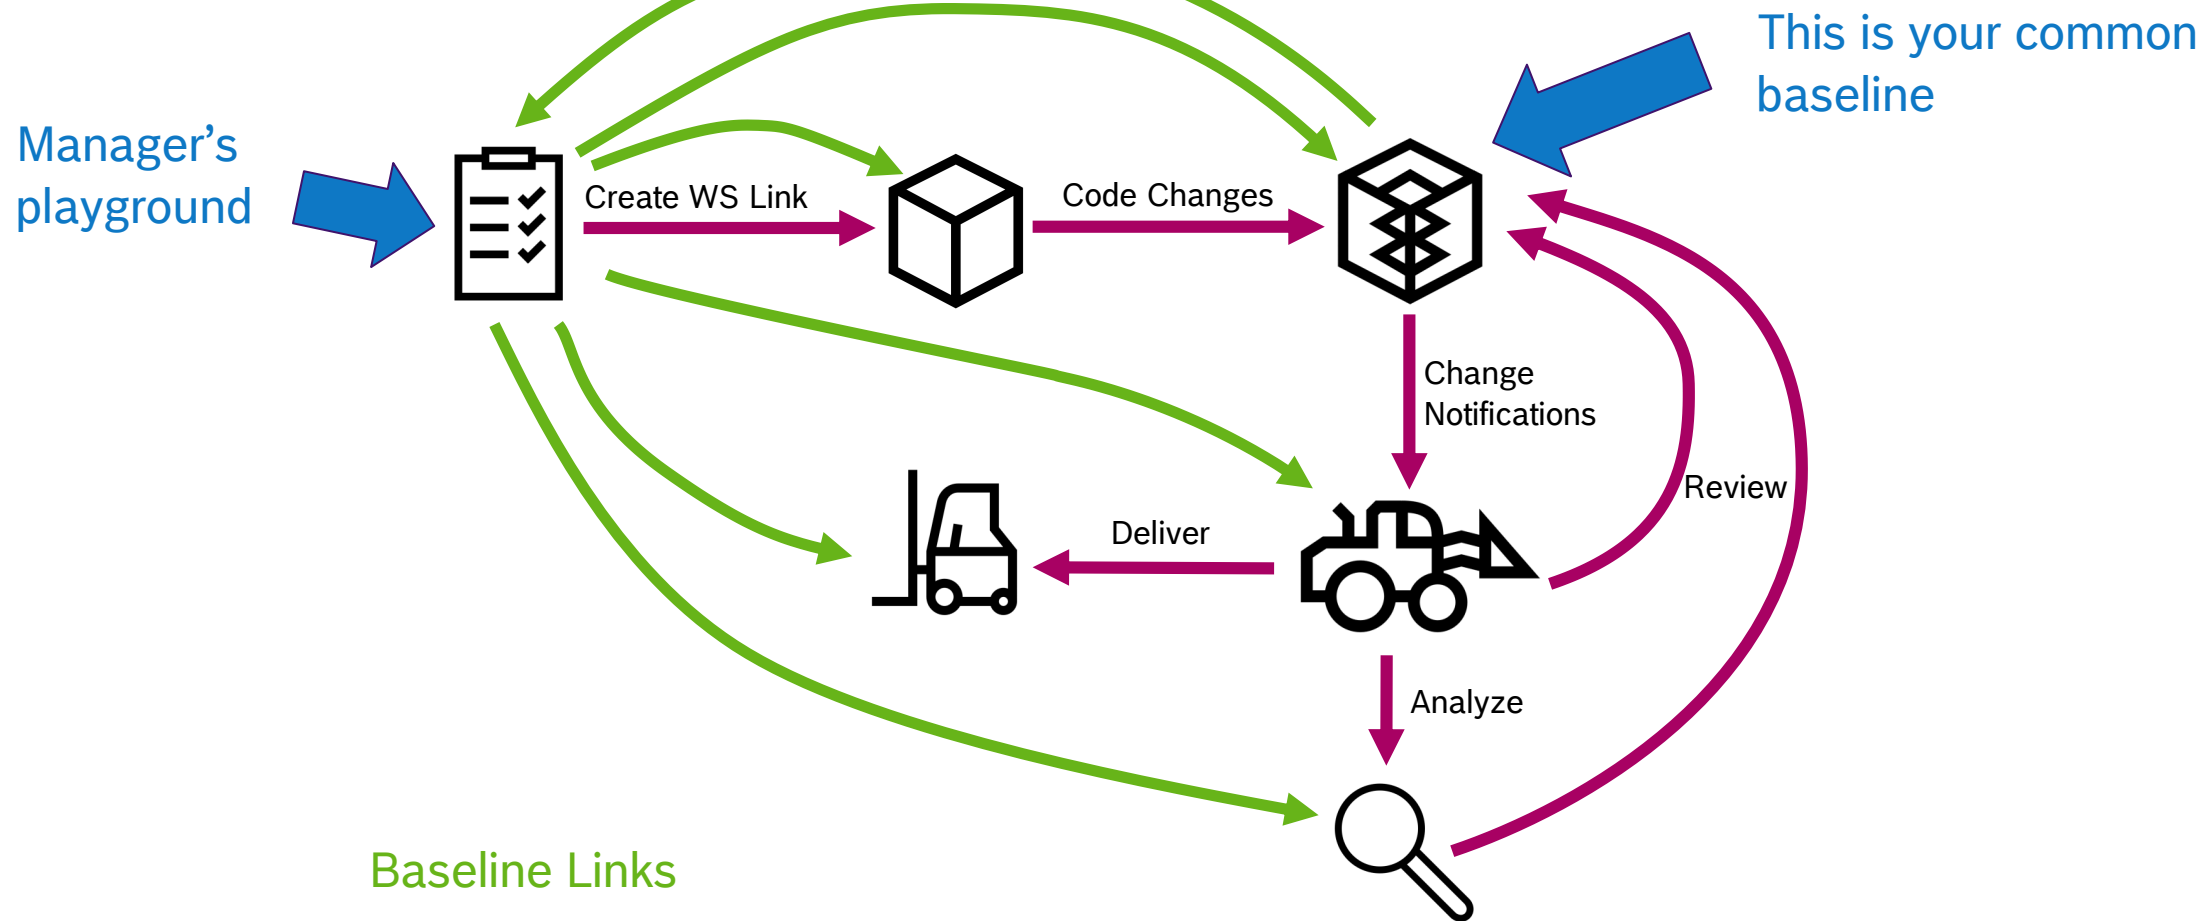 This is your common
baseline
Manager’s
playground
Create WS Link
Code Changes
Change
Notifications
Review
Deliver
Analyze
Baseline Links